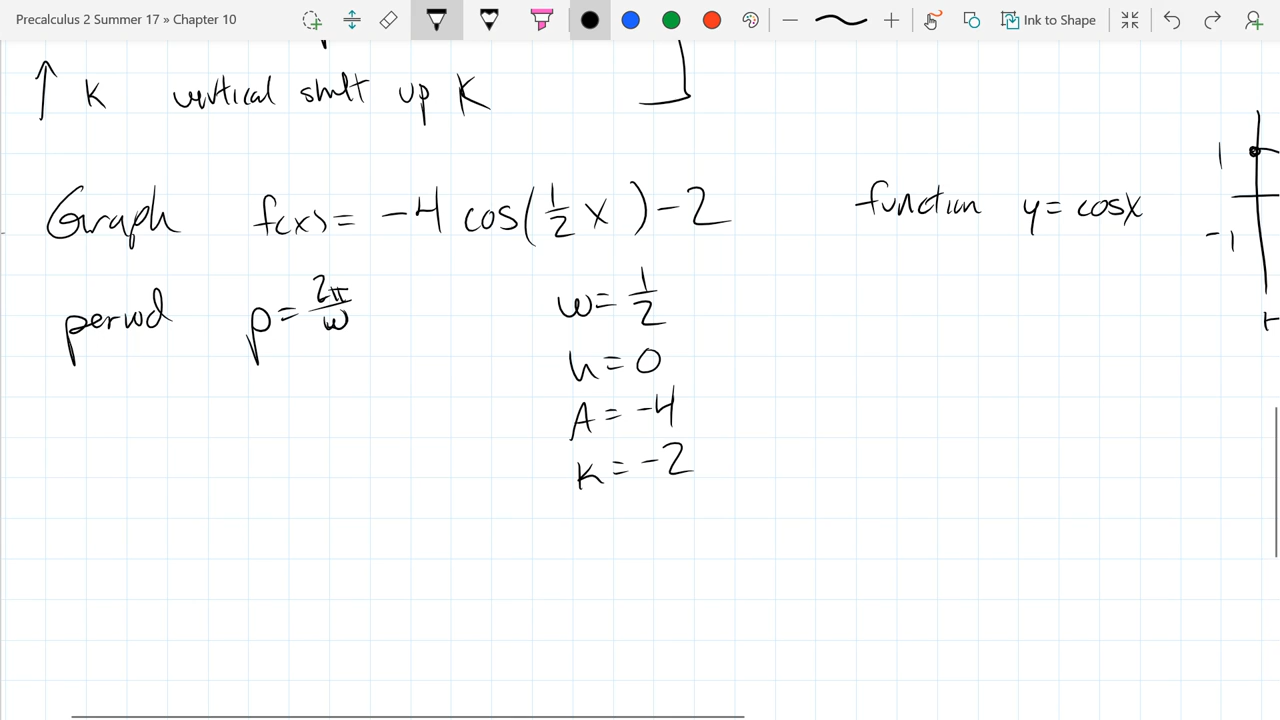 Precalculus 2 Summer 17 » Chapter 10
Ink to Shape
K vertical shift up K
Graph f(x) = -4 cos(1/2 x) - 2
function y = cosx
1
-1
period p = 2π/w
w = 1/2
h = 0
A = -4
K = -2